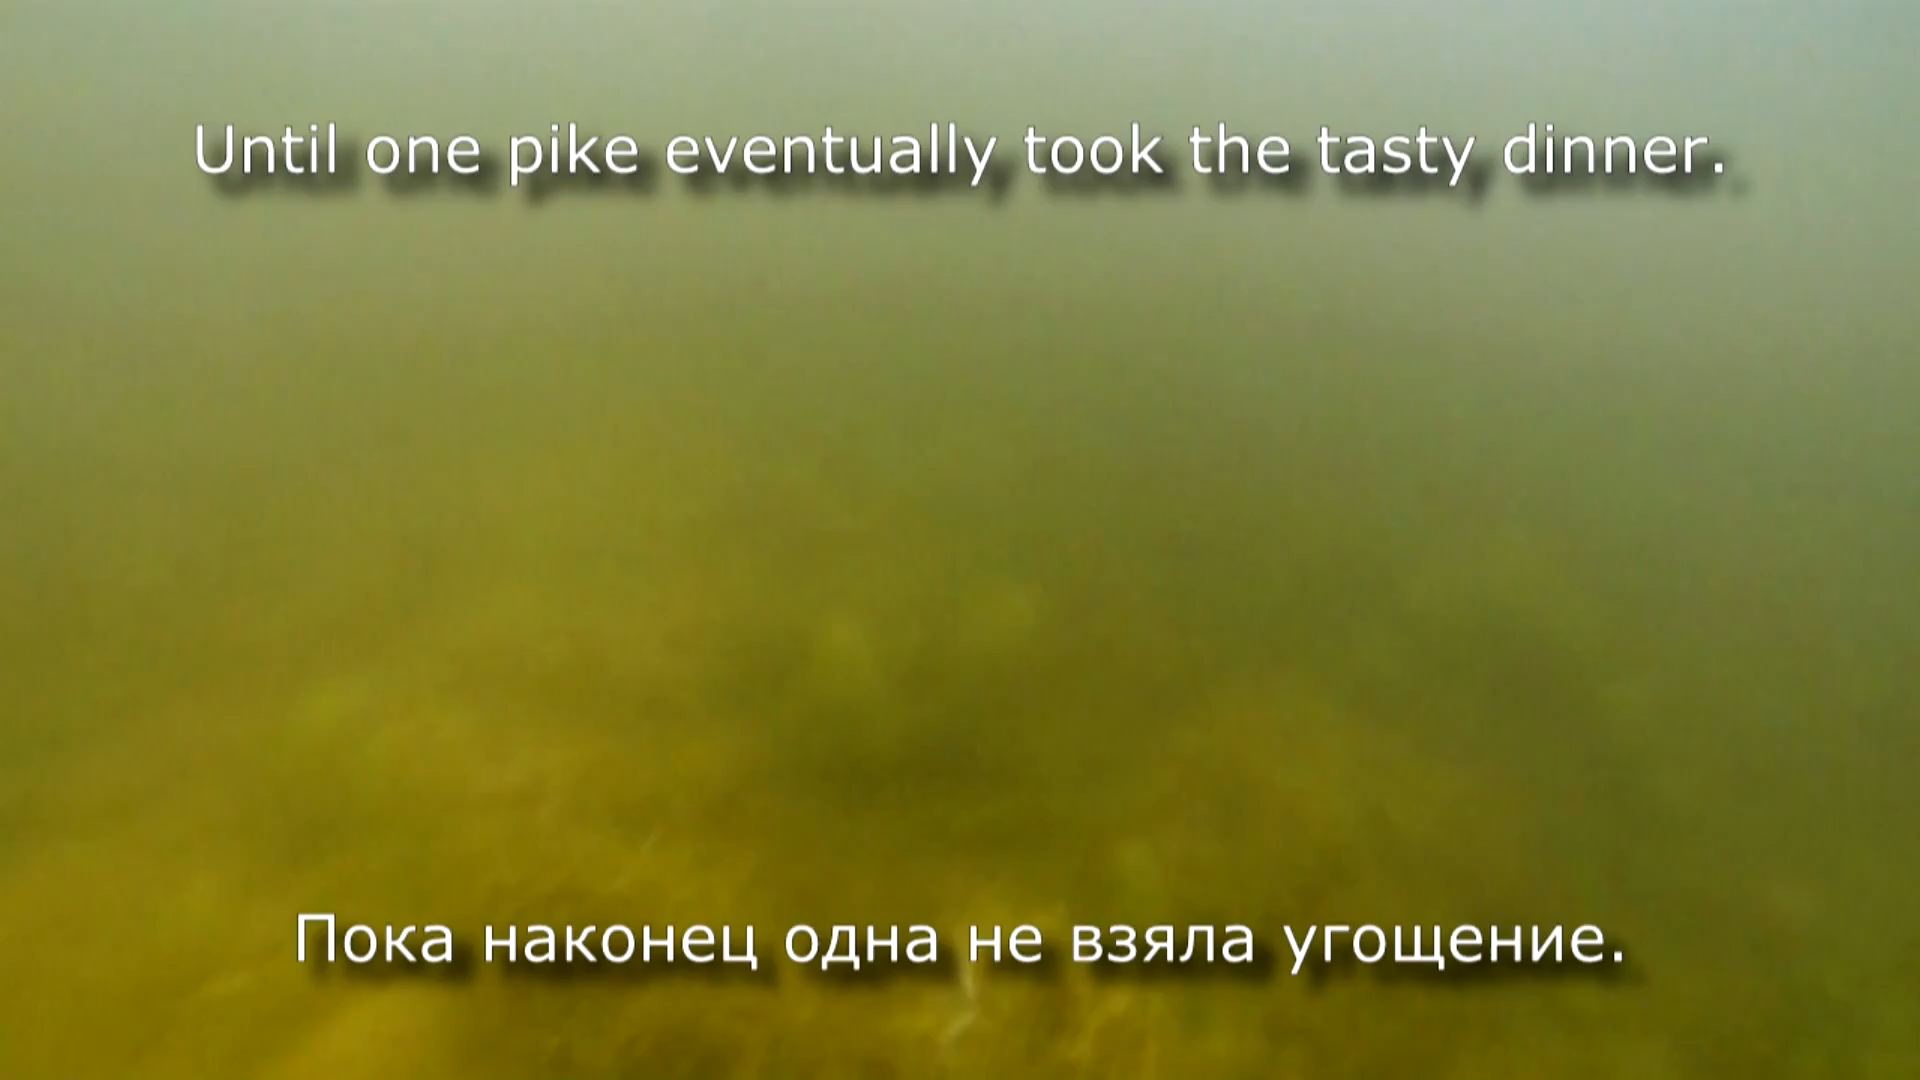 Until one pike eventually took the tasty dinner.
Пока наконец одна не взяла угощение.